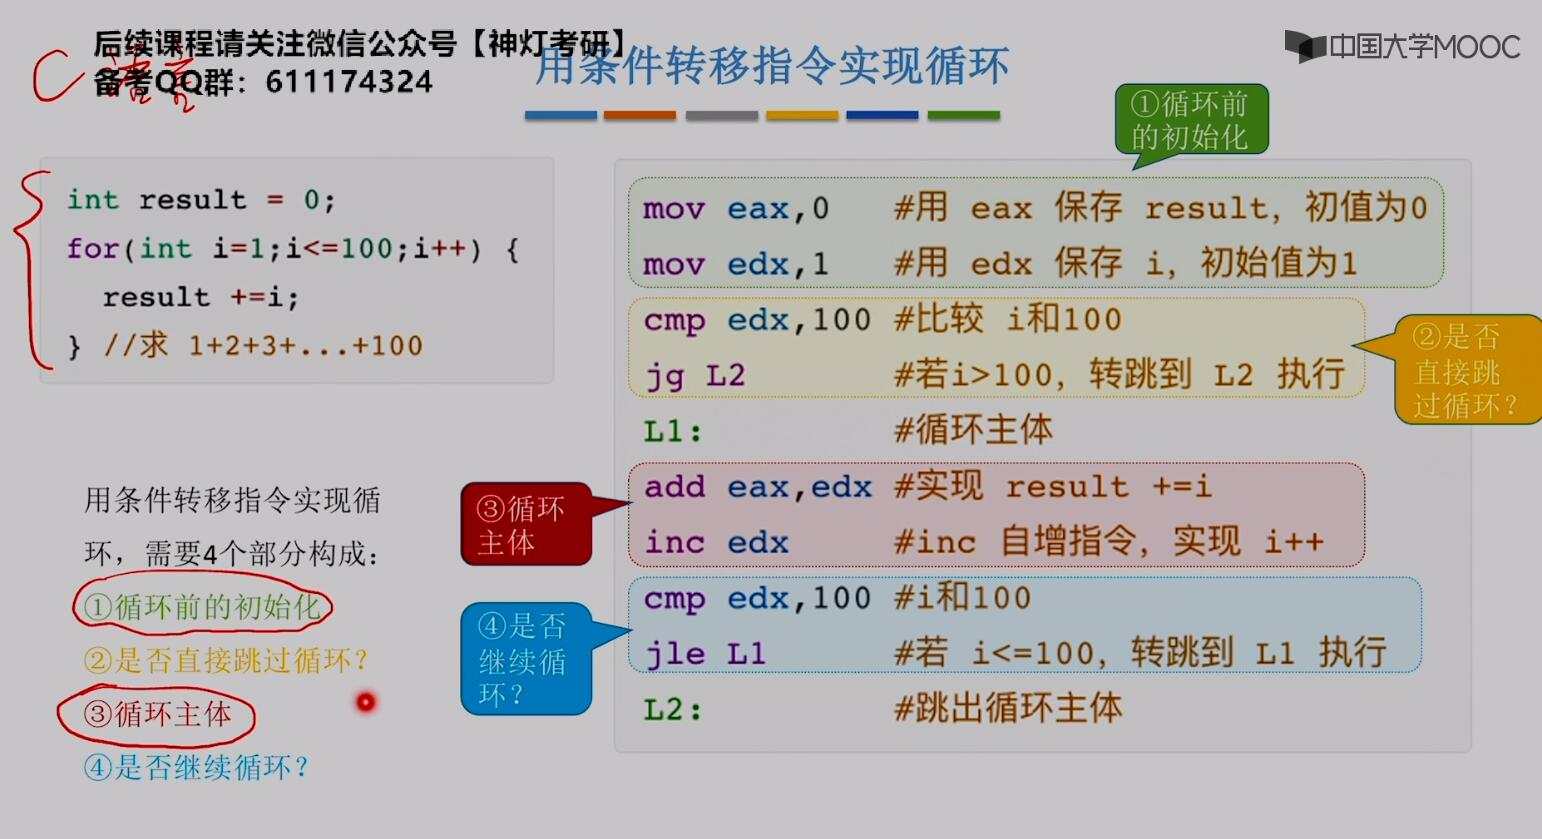 后续课程请关注微信公众号【神灯考研】
备考QQ群：611174324
C语言
用条件转移指令实现循环
中国大学MOOC
int result = 0;
for(int i=1;i<=100;i++) {
result +=i;
} //求 1+2+3+...+100
用条件转移指令实现循
环，需要4个部分构成：
①循环前的初始化
②是否直接跳过循环？
③循环主体
④是否继续循环？
①循环前
的初始化
mov eax,0 #用 eax 保存 result，初值为0
mov edx,1 #用 edx 保存 i，初始值为1
cmp edx,100 #比较 i和100
jg L2 #若i>100，转跳到 L2 执行
②是否
直接跳
过循环？
L1: #循环主体
③循环
主体
add eax,edx #实现 result +=i
inc edx #inc 自增指令，实现 i++
④是否
继续循
环？
cmp edx,100 #i和100
jle L1 #若 i<=100，转跳到 L1 执行
L2: #跳出循环主体